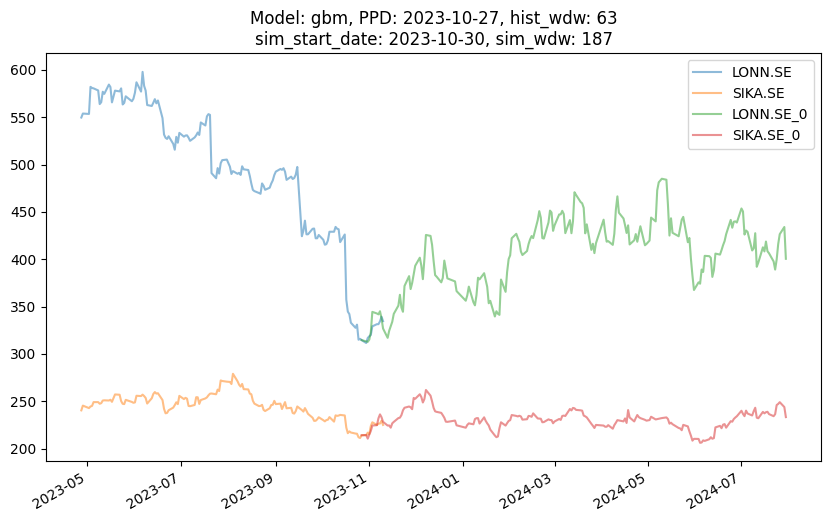 Model: gbm, PPD: 2023-10-27, hist_wdw: 63
sim_start_date: 2023-10-30, sim_wdw: 187
LONN.SE
SIKA.SE
LONN.SE_0
SIKA.SE_0
600
550
500
450
400
350
300
250
200
2023-05
2023-07
2023-09
2023-11
2024-01
2024-03
2024-05
2024-07